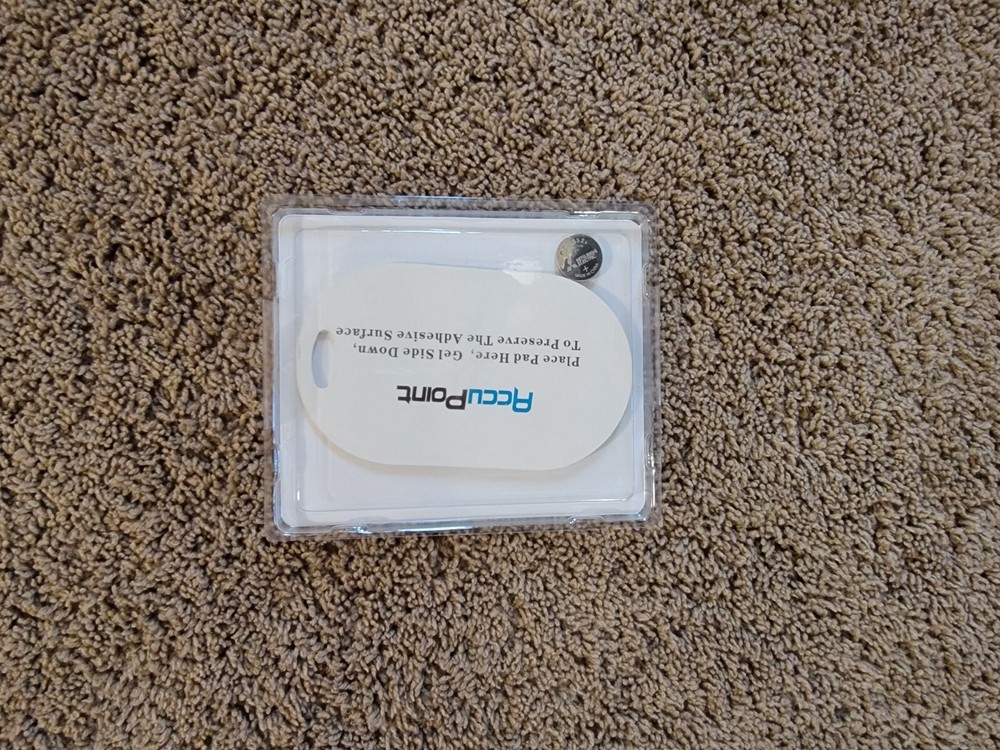 AccuPoint
Place Pad Here, Gel Side Down,
To Preserve The Adhesive Surface